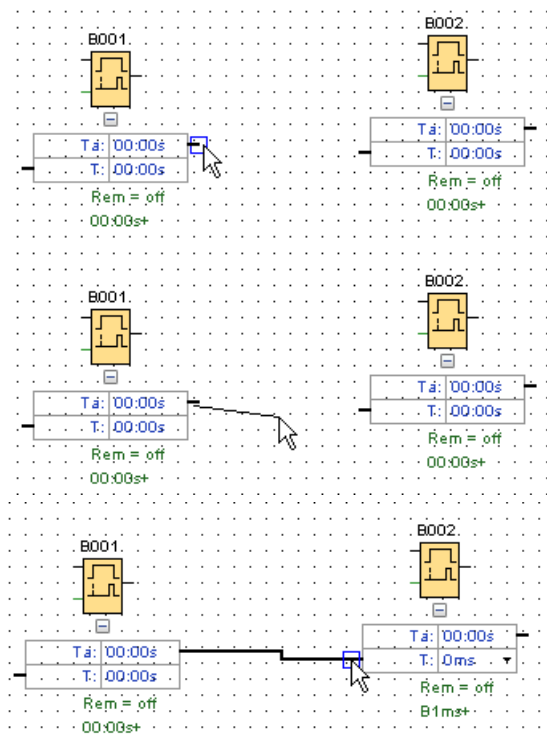 B001
B002
Ta: 00:00s
T: 00:00s
Rem = off
00:00s+
Ta: 00:00s
T: 00:00s
Rem = off
00:00s+
B001
B002
Ta: 00:00s
T: 00:00s
Rem = off
00:00s+
Ta: 00:00s
T: 00:00s
Rem = off
00:00s+
B001
B002
Ta: 00:00s
T: 00:00s
Rem = off
00:00s+
Ta: 00:00s
T: 0ms
Rem = off
B1ms+